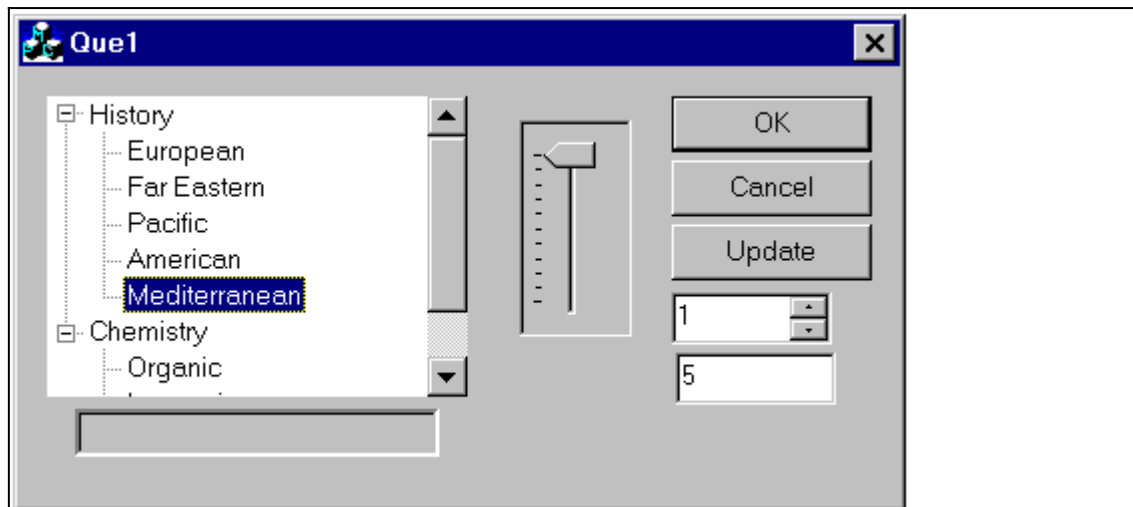 Que1
History
European
Far Eastern
Pacific
American
Mediterranean
Chemistry
Organic
OK
Cancel
Update
1
5